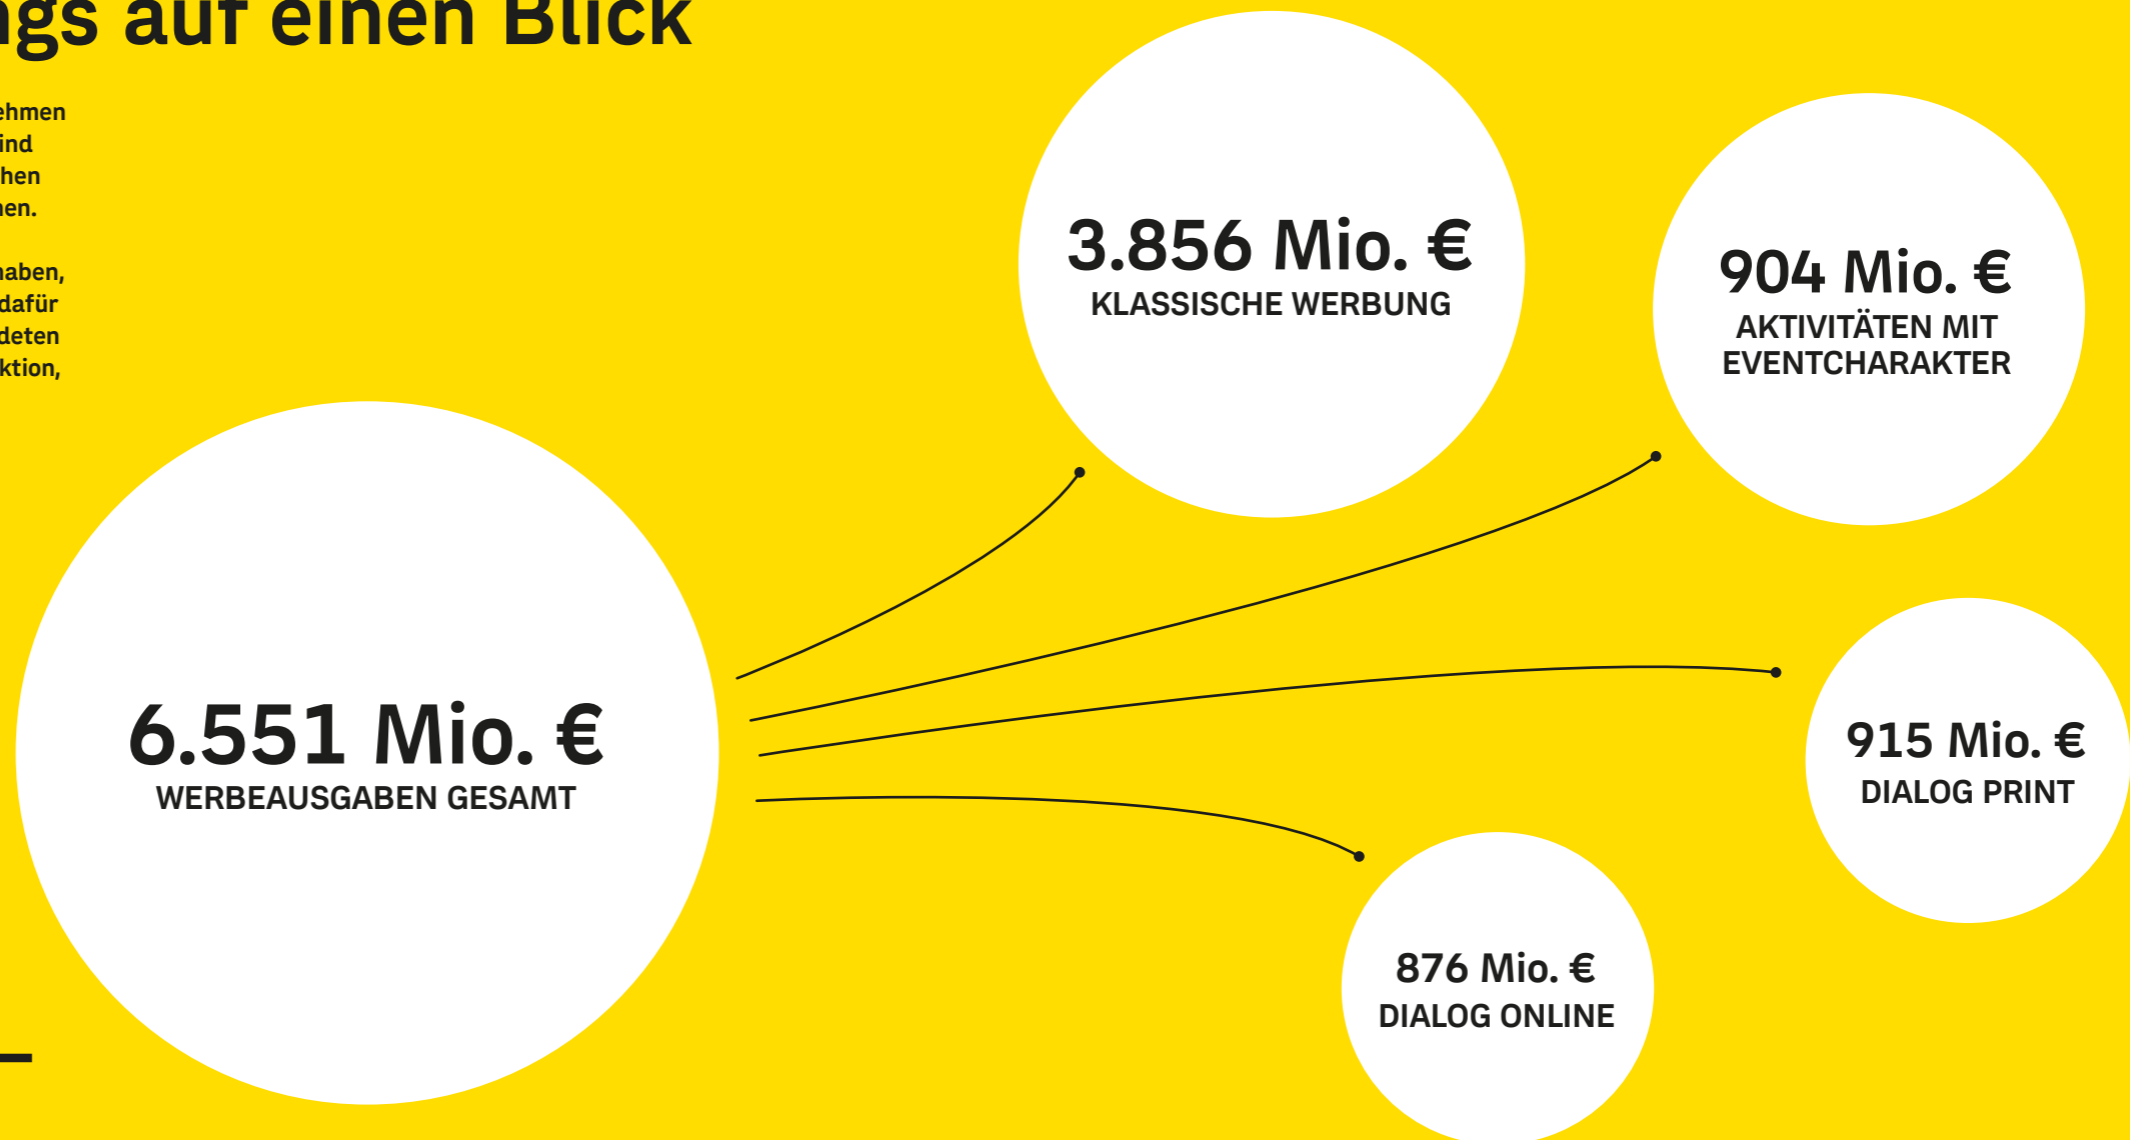 ngs auf einen Blick
ehmen
ind
hen
nen.
haben,
dafür
deten
ktion,
3.856 Mio. €
KLASSISCHE WERBUNG
904 Mio. €
AKTIVITÄTEN MIT
EVENTCHARAKTER
6.551 Mio. €
WERBEAUSGABEN GESAMT
915 Mio. €
DIALOG PRINT
876 Mio. €
DIALOG ONLINE